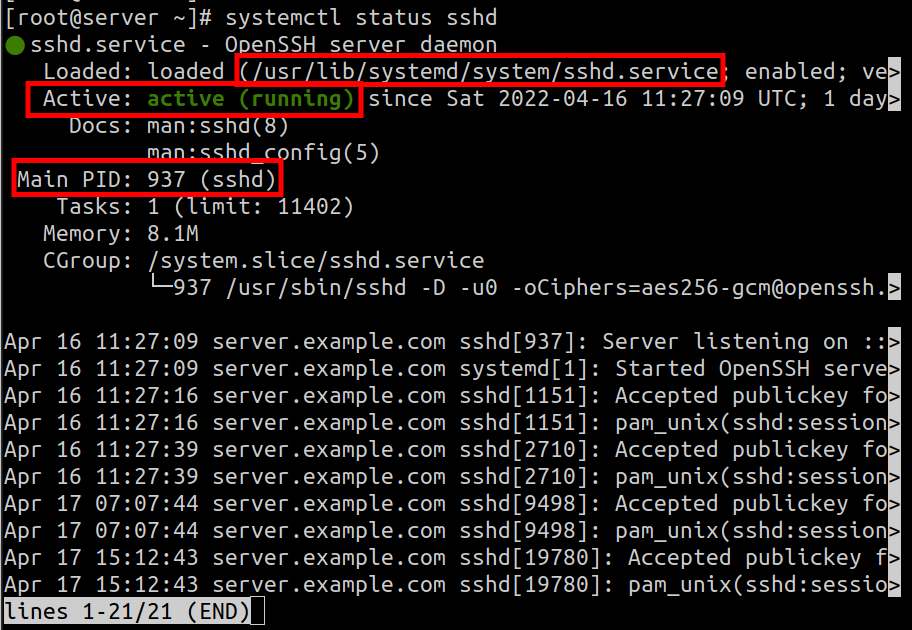 [root@server ~]# systemctl status sshd
sshd.service - OpenSSH server daemon
Loaded: loaded (/usr/lib/systemd/system/sshd.service; enabled; ve>
Active: active (running) since Sat 2022-04-16 11:27:09 UTC; 1 day>
Docs: man:sshd(8)
man:sshd_config(5)
Main PID: 937 (sshd)
Tasks: 1 (limit: 11402)
Memory: 8.1M
CGroup: /system.slice/sshd.service
└─937 /usr/sbin/sshd -D -u0 -oCiphers=aes256-gcm@openssh.>
Apr 16 11:27:09 server.example.com sshd[937]: Server listening on ::>
Apr 16 11:27:09 server.example.com systemd[1]: Started OpenSSH serve>
Apr 16 11:27:16 server.example.com sshd[1151]: Accepted publickey fo>
Apr 16 11:27:16 server.example.com sshd[1151]: pam_unix(sshd:session>
Apr 16 11:27:39 server.example.com sshd[2710]: Accepted publickey fo>
Apr 16 11:27:39 server.example.com sshd[2710]: pam_unix(sshd:session>
Apr 17 07:07:44 server.example.com sshd[9498]: Accepted publickey fo>
Apr 17 07:07:44 server.example.com sshd[9498]: pam_unix(sshd:session>
Apr 17 15:12:43 server.example.com sshd[19780]: Accepted publickey f>
Apr 17 15:12:43 server.example.com sshd[19780]: pam_unix(sshd:sessio>
lines 1-21/21 (END)